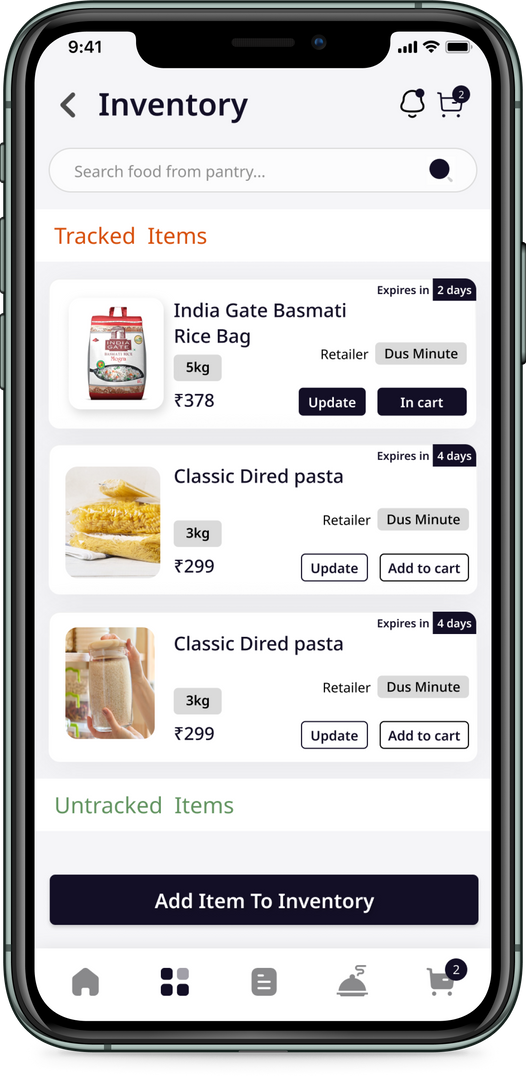 9:41
Inventory
2
Search food from pantry...
Tracked Items
Expires in 2 days
India Gate Basmati
Rice Bag
INDIA
GATE
BASMATI RICE
Mogra
Retailer Dus Minute
5kg
₹378
Update In cart
Expires in 4 days
Classic Dired pasta
Retailer Dus Minute
3kg
₹299
Update Add to cart
Expires in 4 days
Classic Dired pasta
Retailer Dus Minute
3kg
₹299
Update Add to cart
Untracked Items
Add Item To Inventory
2